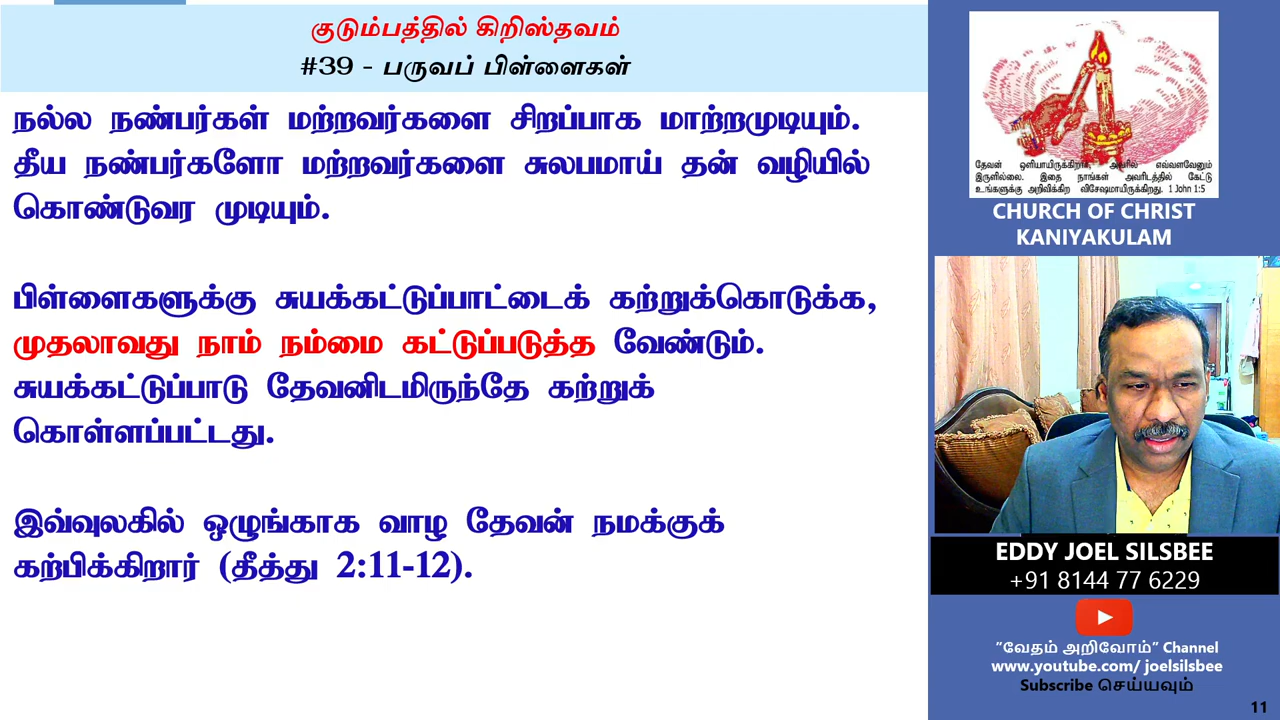 குடும்பத்தில் கிறிஸ்தவம்
#39 - பருவப் பிள்ளைகள்
நல்ல நண்பர்கள் மற்றவர்களை சிறப்பாக மாற்றமுடியும்.
தீய நண்பர்களோ மற்றவர்களை சுலபமாய் தன் வழியில்
கொண்டுவர முடியும்.
பிள்ளைகளுக்கு சுயக்கட்டுப்பாட்டைக் கற்றுக்கொடுக்க,
முதலாவது நாம் நம்மை கட்டுப்படுத்த வேண்டும்.
சுயக்கட்டுப்பாடு தேவனிடமிருந்தே கற்றுக்
கொள்ளப்பட்டது.
இவ்வுலகில் ஒழுங்காக வாழ தேவன் நமக்குக்
கற்பிக்கிறார் (தீத்து 2:11-12).
தேவன் ஒளியாயிருக்கிறார், அவரில் எவ்வளவேனும்
இருளில்லை. இதை நாங்கள் அவரிடத்தில் கேட்டு
உங்களுக்கு அறிவிக்கிற விசேஷமாயிருக்கிறது. 1 John 1:5
CHURCH OF CHRIST
KANIYAKULAM
EDDY JOEL SILSBEE
+91 8144 77 6229
"வேதம் அறிவோம்" Channel
www.youtube.com/ joelsilsbee
Subscribe செய்யவும்
11